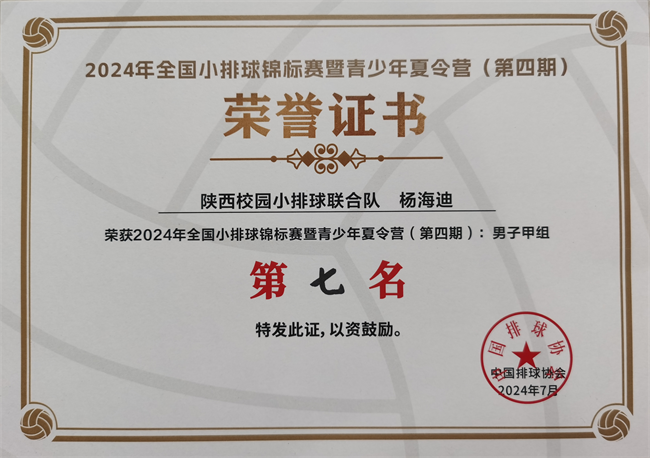 2024年全国小排球锦标赛暨青少年夏令营（第四期）
荣誉证书
陕西校园小排球联合队 杨海迪
荣获2024年全国小排球锦标赛暨青少年夏令营（第四期）：男子甲组
第七名
特发此证，以资鼓励。
中国排球协会
中国排球协会
2024年7月